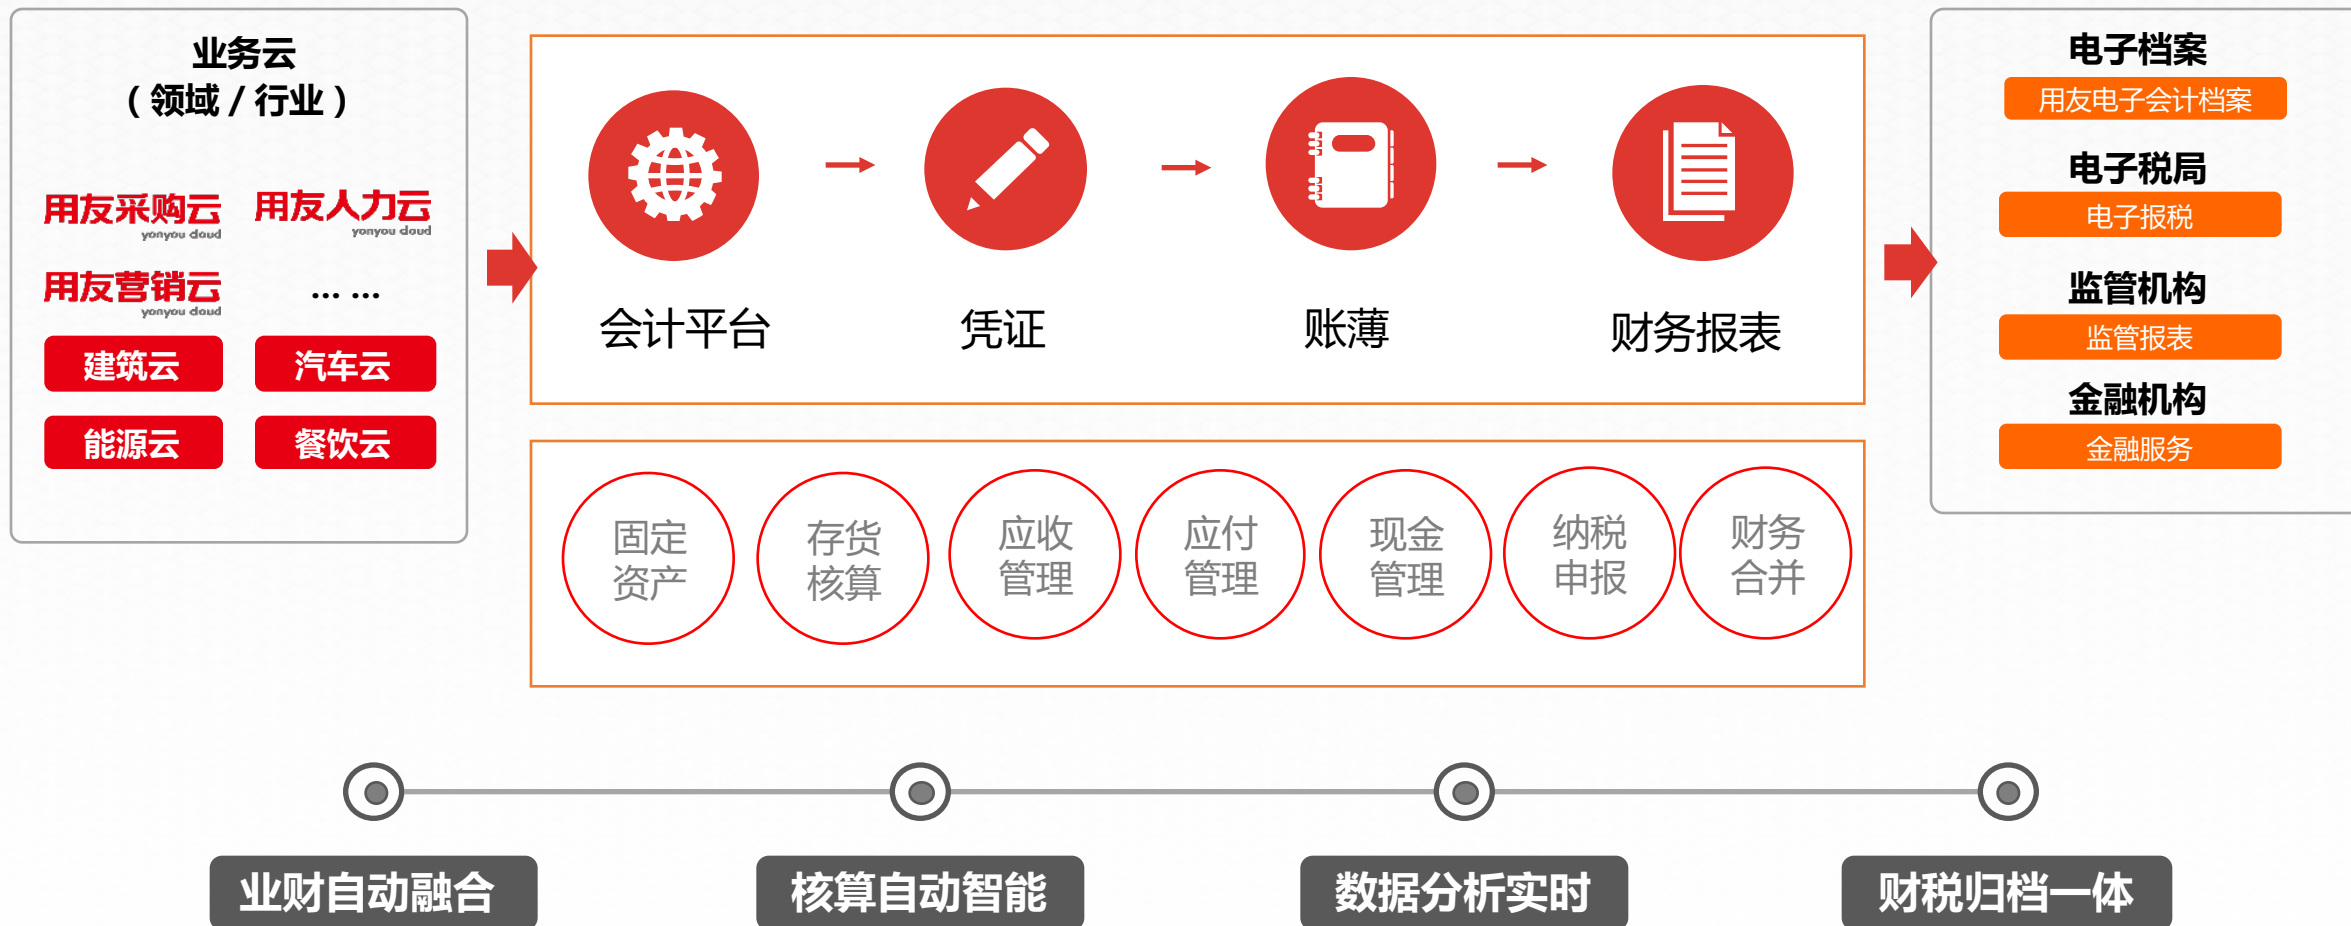 业务云
（领域 / 行业）
用友采购云
yonyou cloud
用友人力云
yonyou cloud
用友营销云
yonyou cloud
... ...
建筑云
汽车云
能源云
餐饮云
会计平台
凭证
账薄
财务报表
固定
资产
存货
核算
应收
管理
应付
管理
现金
管理
纳税
申报
财务
合并
电子档案
用友电子会计档案
电子税局
电子报税
监管机构
监管报表
金融机构
金融服务
业财自动融合
核算自动智能
数据分析实时
财税归档一体